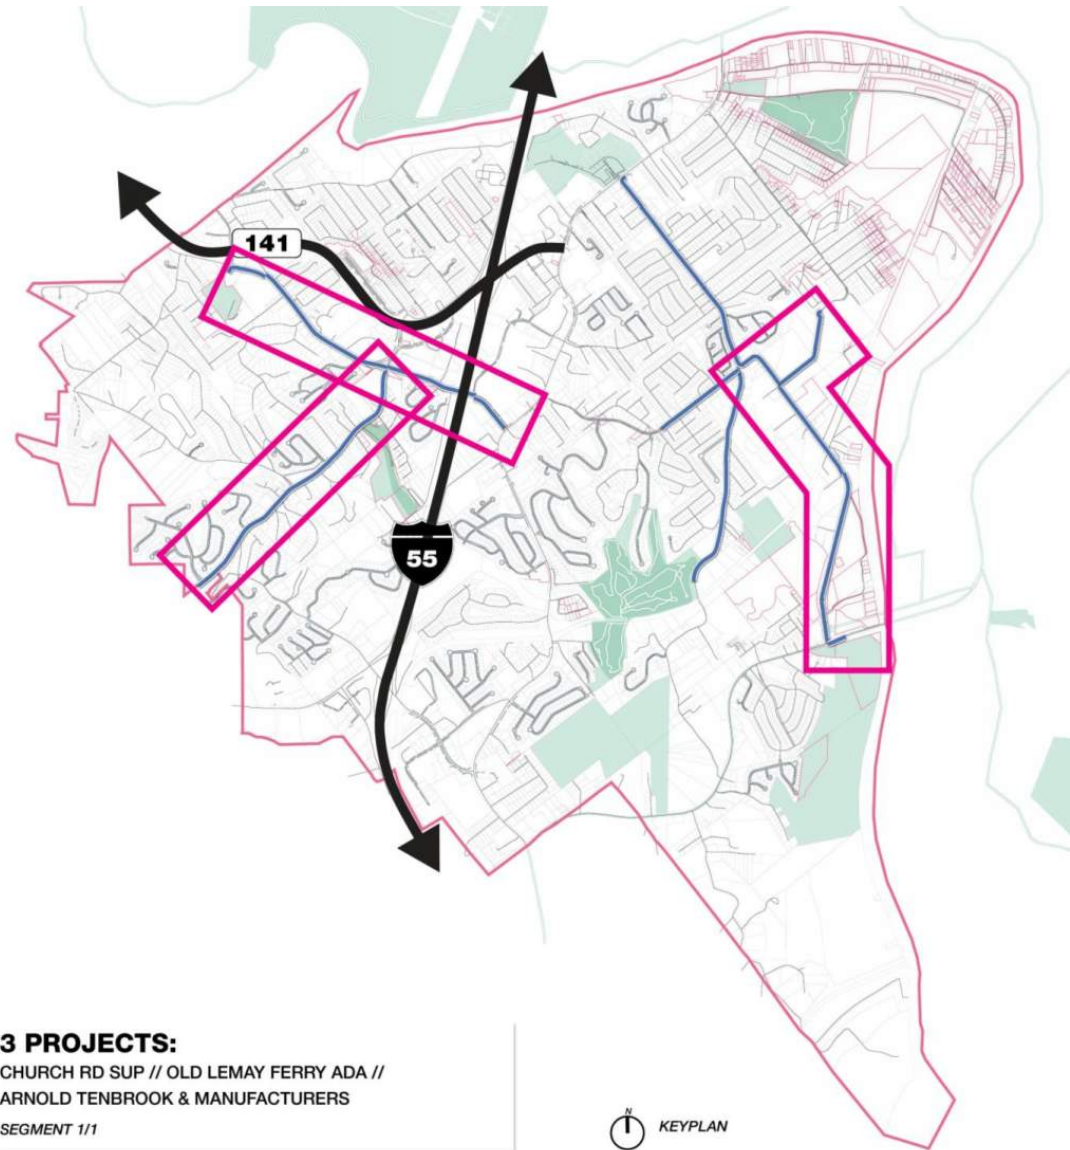 141
55
3 PROJECTS:
CHURCH RD SUP // OLD LEMAY FERRY ADA //
ARNOLD TENBROOK & MANUFACTURERS
SEGMENT 1/1
N
KEYPLAN